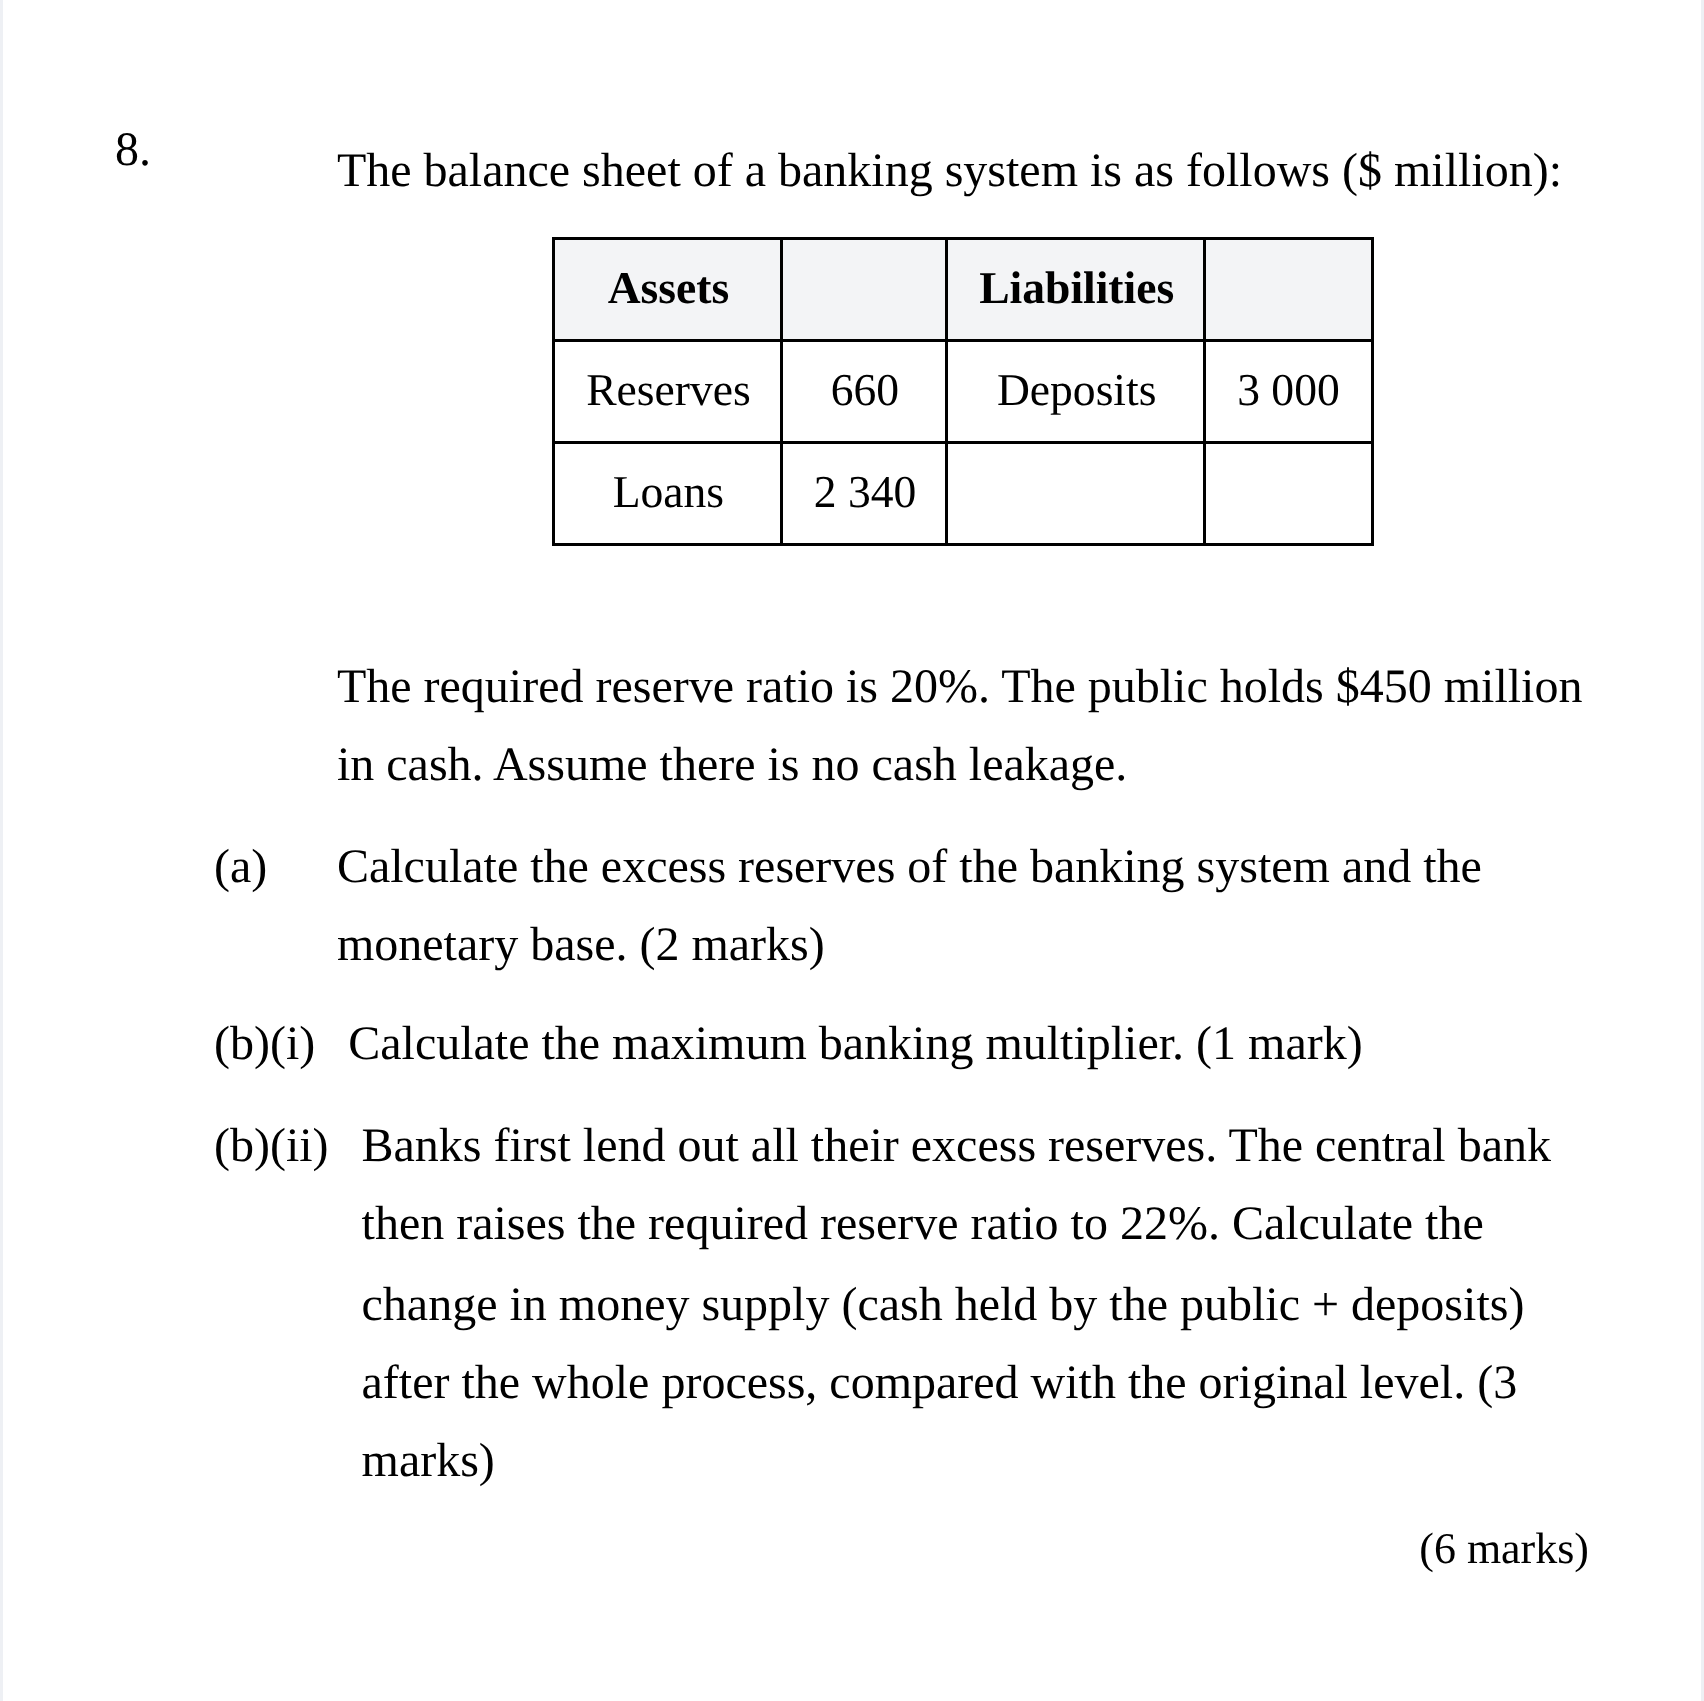 8.
The balance sheet of a banking system is as follows ($ million):
Assets Liabilities
Reserves 660 Deposits 3 000
Loans 2 340
The required reserve ratio is 20%. The public holds $450 million
in cash. Assume there is no cash leakage.
(a) Calculate the excess reserves of the banking system and the
monetary base. (2 marks)
(b)(i) Calculate the maximum banking multiplier. (1 mark)
(b)(ii) Banks first lend out all their excess reserves. The central bank
then raises the required reserve ratio to 22%. Calculate the
change in money supply (cash held by the public + deposits)
after the whole process, compared with the original level. (3
marks)
(6 marks)